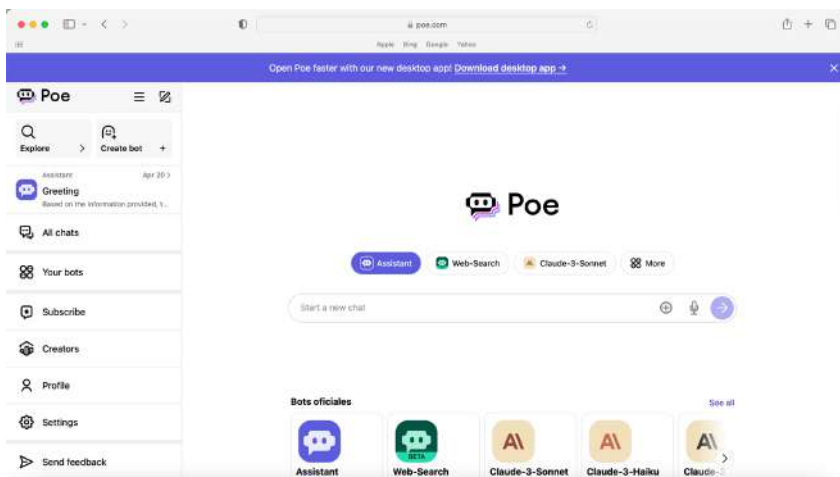 poe.com
Apple Bing Google Yahoo
Open Poe faster with our new desktop app! Download desktop app →
Poe
Explore
Create bot +
Assistant Apr 20
Greeting
Based on the information provided,
All chats
Your bots
Subscribe
Creators
Profile
Settings
Send feedback
Poe
Assistant
Web-Search
Claude-3-Sonnet
More
Start a new chat
Bots oficiales
See all
BETA
Assistant
Web-Search
Claude-3-Sonnet
Claude-3-Haiku
Claude-3